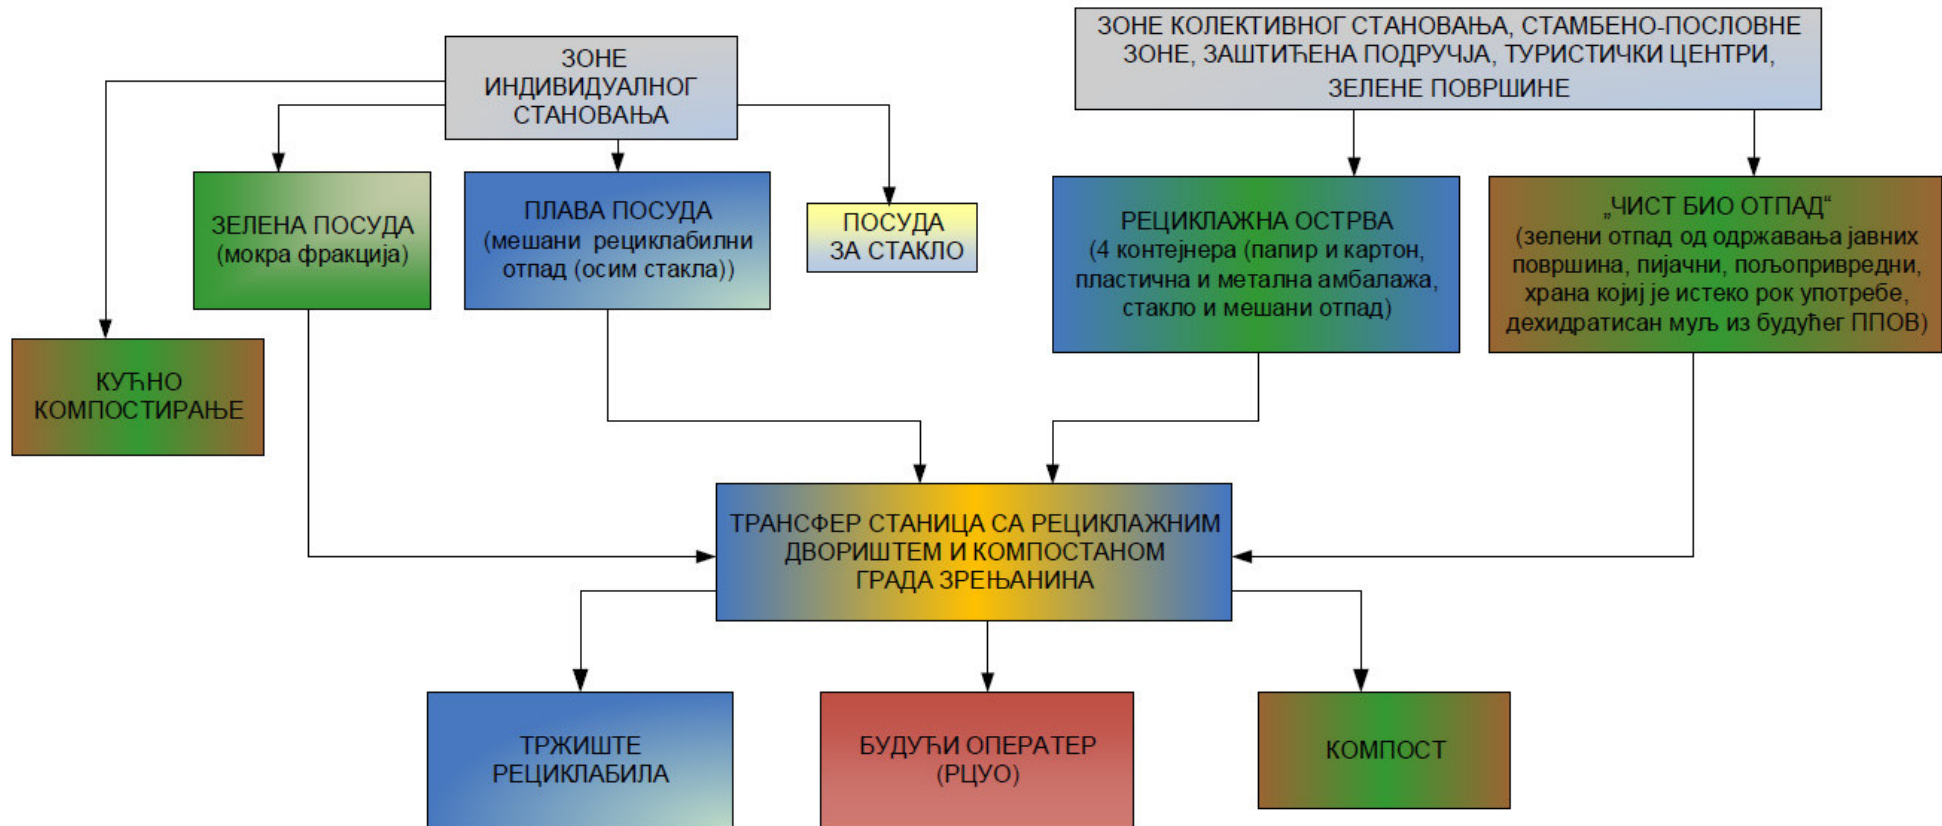 ЗОНЕ
ИНДИВИДУАЛНОГ
СТАНОВАЊА
ЗОНЕ КОЛЕКТИВНОГ СТАНОВАЊА, СТАМБЕНО-ПОСЛОВНЕ
ЗОНЕ, ЗАШТИЋЕНА ПОДРУЧЈА, ТУРИСТИЧКИ ЦЕНТРИ,
ЗЕЛЕНЕ ПОВРШИНЕ
ЗЕЛЕНА ПОСУДА
(мокра фракција)
ПЛАВА ПОСУДА
(мешани рециклабилни
отпад (осим стакла))
ПОСУДА
ЗА СТАКЛО
РЕЦИКЛАЖНА ОСТРВА
(4 контејнера (папир и картон,
пластична и метална амбалажа,
стакло и мешани отпад)
„ЧИСТ БИО ОТПАД“
(зелени отпад од одржавања јавних
површина, пијачни, пољопривредни,
храна којиј је истеко рок употребе,
дехидратисан муљ из будућег ППОВ)
КУЋНО
КОМПОСТИРАЊЕ
ТРАНСФЕР СТАНИЦА СА РЕЦИКЛАЖНИМ
ДВОРИШТЕМ И КОМПОСТАНОМ
ГРАДА ЗРЕЊАНИНА
ТРЖИШТЕ
РЕЦИКЛАБИЛА
БУДУЋИ ОПЕРАТЕР
(РЦУО)
КОМПОСТ